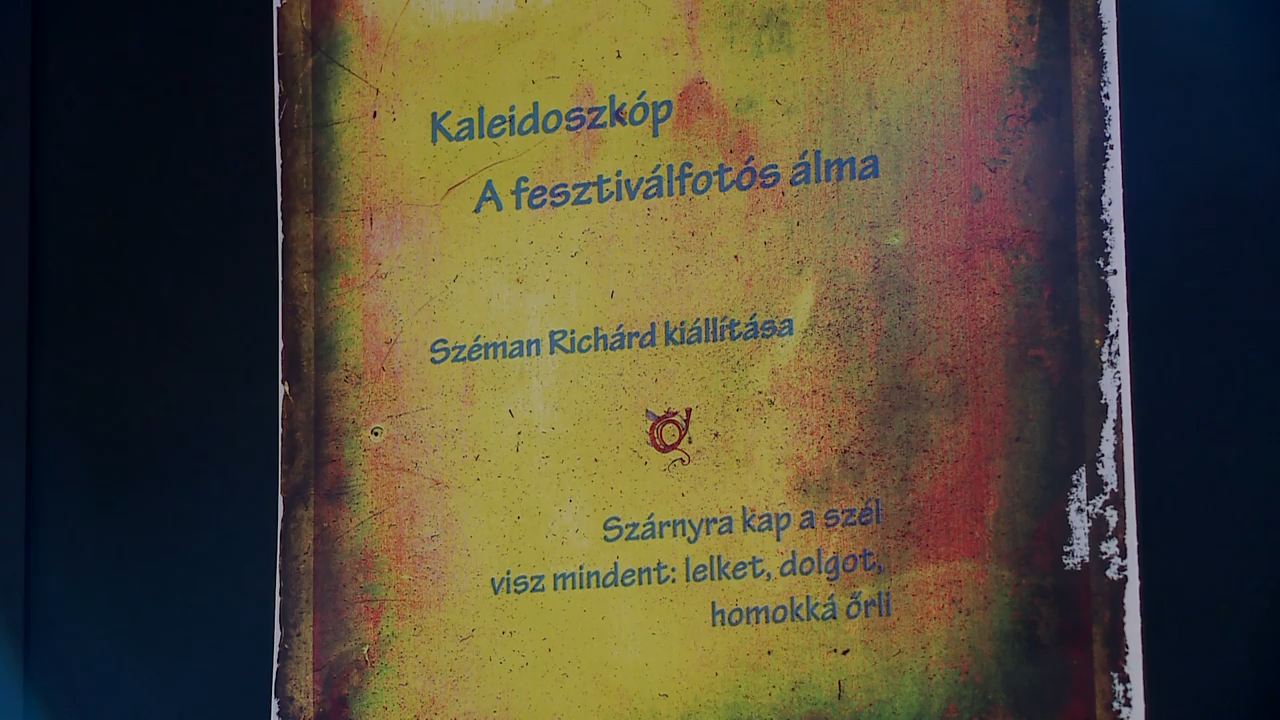 Kaleidoszkóp
A fesztiválfotós álma
Széman Richárd kiállítása
Szárnyra kap a szél
visz mindent: lelket, dolgot,
homokká őrli